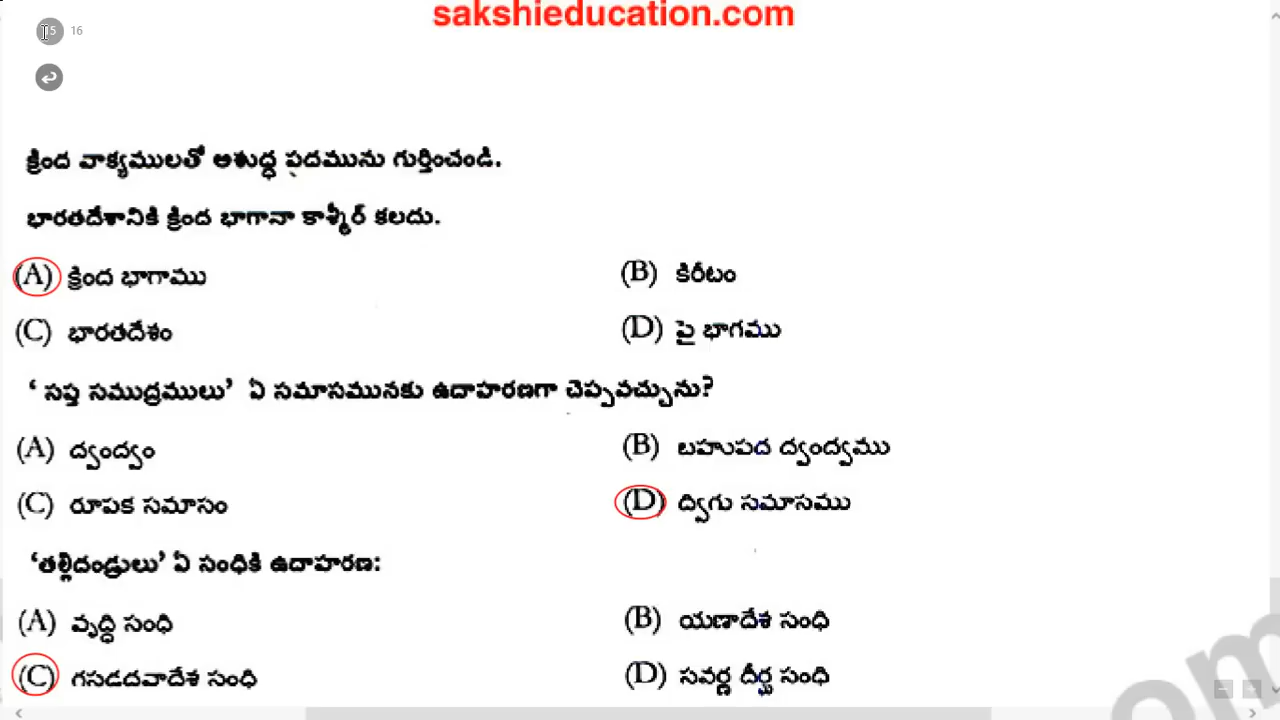 sakshieducation.com
15 16
క్రింద వాక్యములతో అశుద్ధ పదమును గుర్తించండి.
భారతదేశానికి క్రింద భాగానా కాశ్మీర్ కలదు.
(A) క్రింద భాగాము (B) కిరీటం
(C) భారతదేశం (D) పై భాగము
‘సప్త సముద్రములు’ ఏ సమాసమునకు ఉదాహరణగా చెప్పవచ్చును?
(A) ద్వంద్వం (B) బహుపద ద్వంద్వము
(C) రూపక సమాసం (D) ద్విగు సమాసము
‘తల్లిదండ్రులు’ ఏ సంధికి ఉదాహరణ:
(A) వృద్ధి సంధి (B) యణాదేశ సంధి
(C) గసడదవాదేశ సంధి (D) సవర్ణ దీర్ఘ సంధి
om